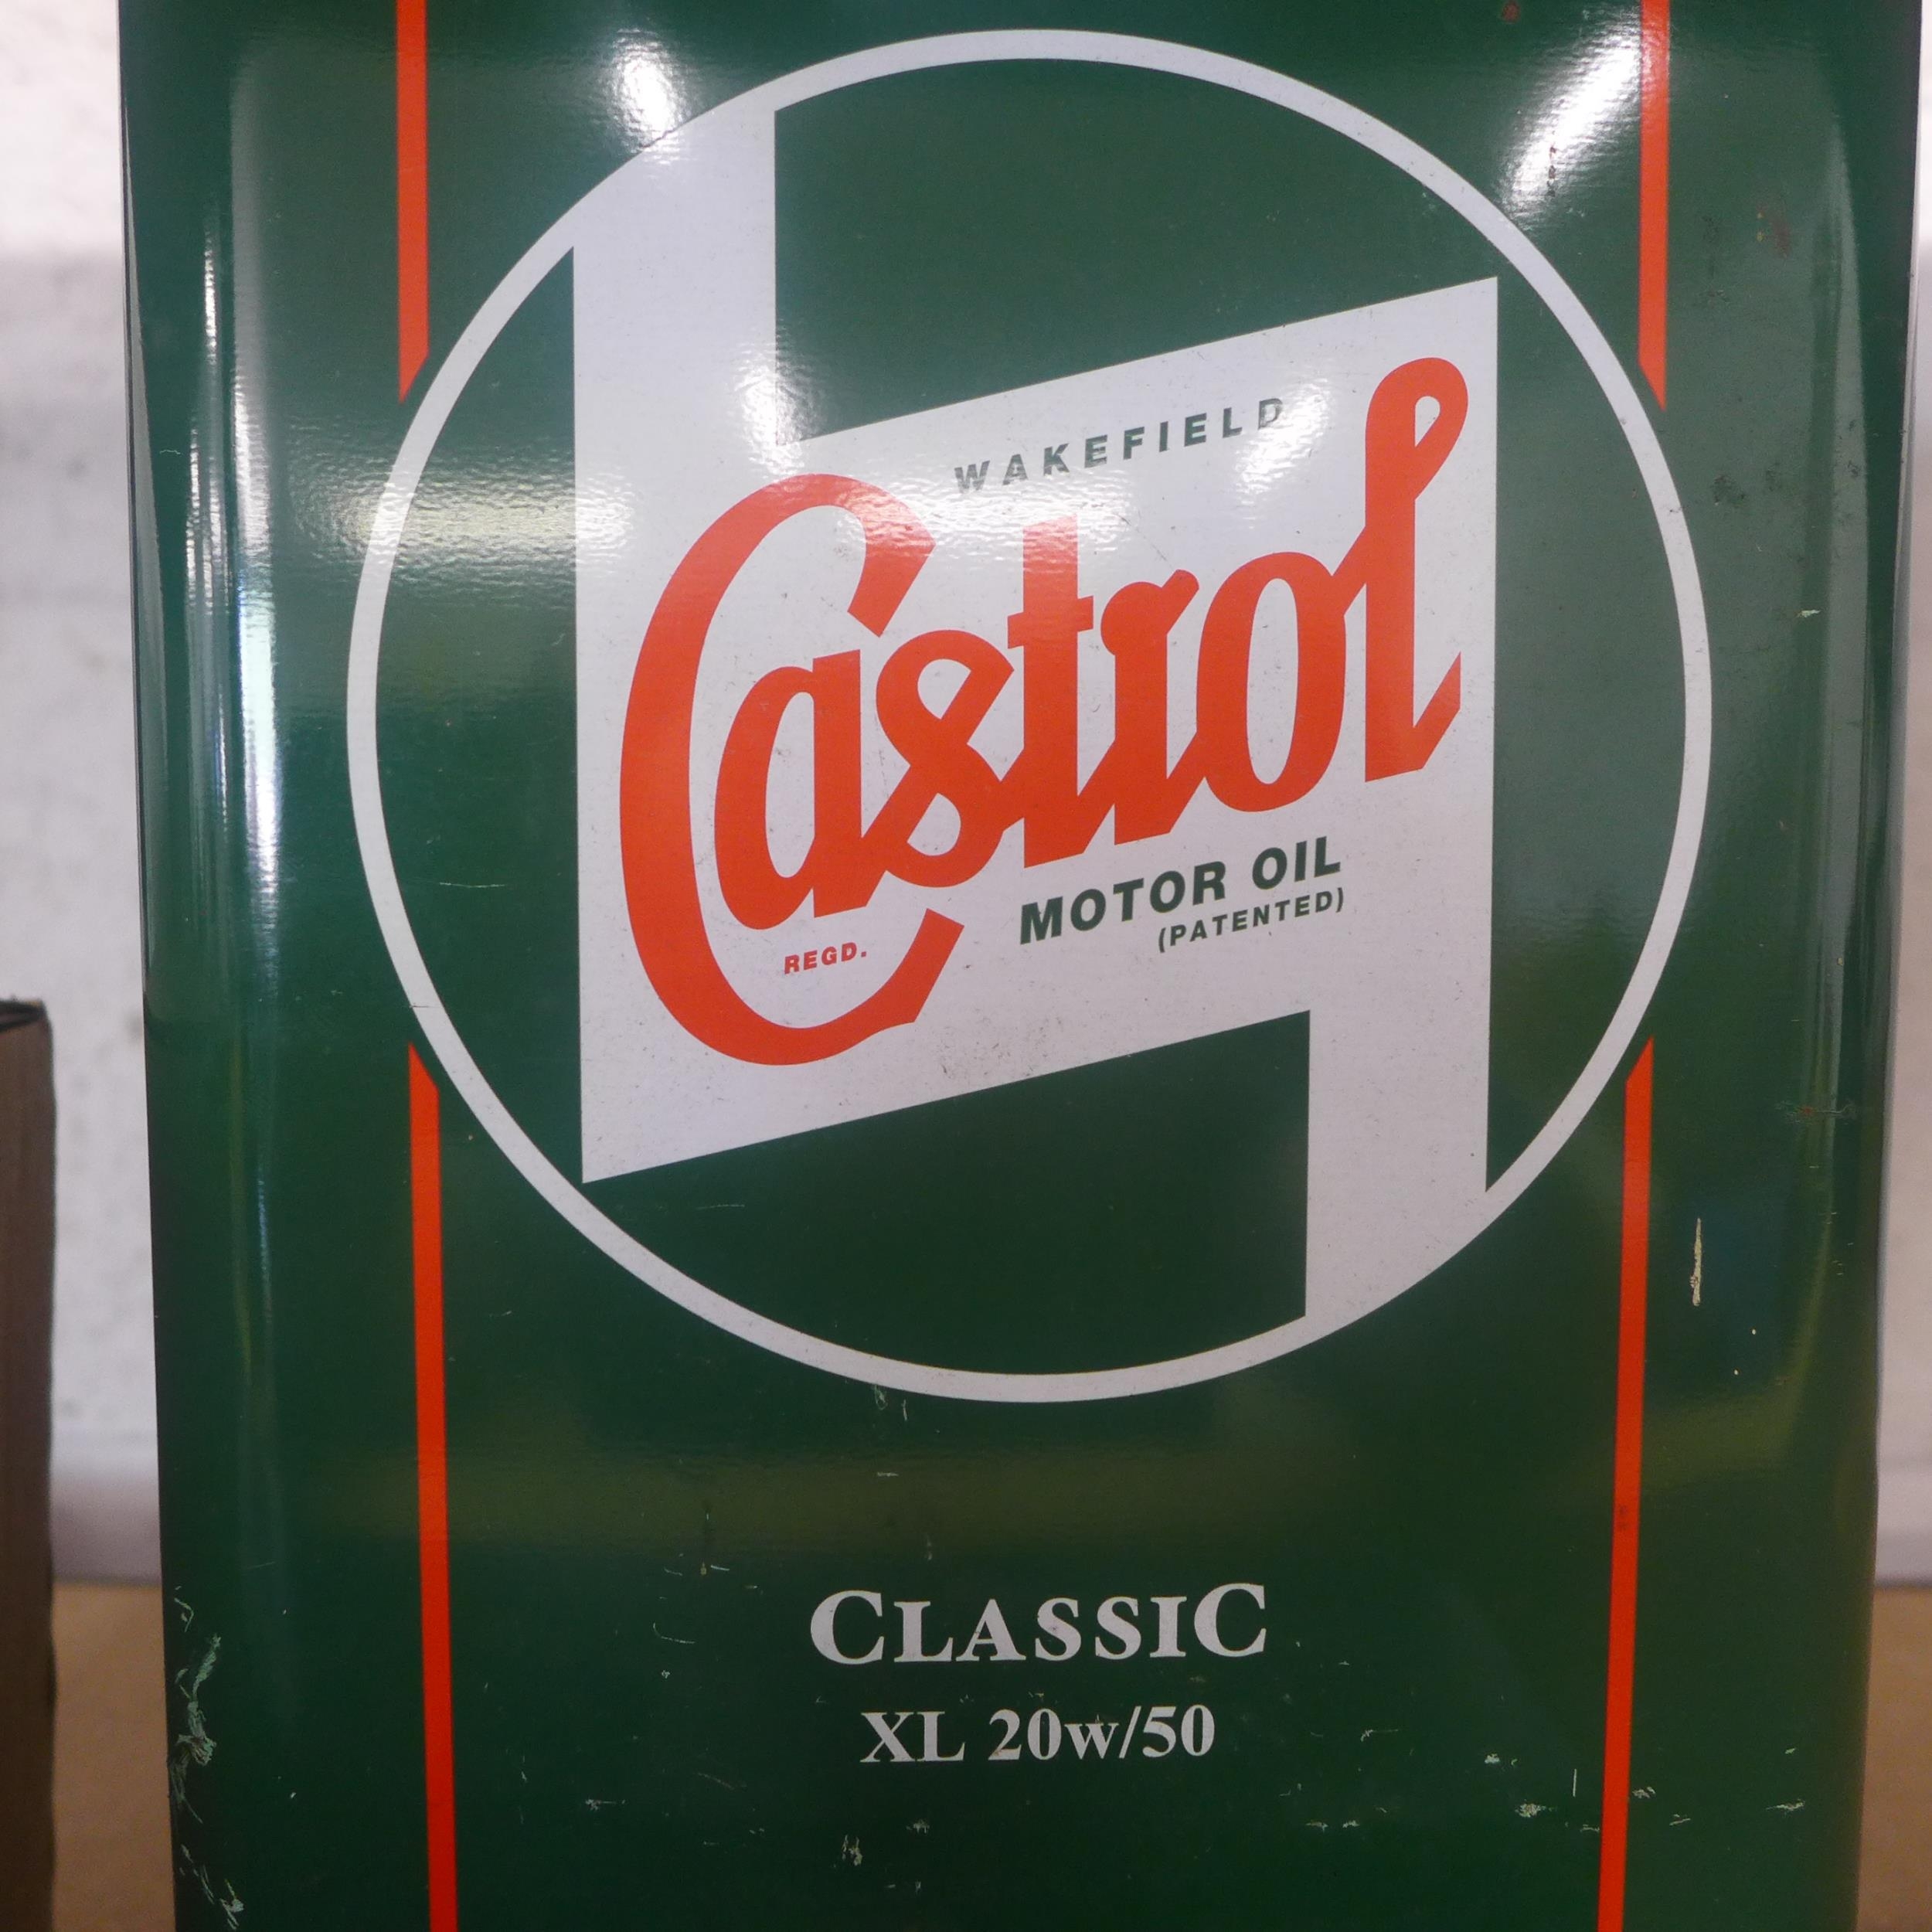 WAKEFIELD
Castrol
REGD.
MOTOR OIL
(PATENTED)
CLASSIC
XL 20w/50